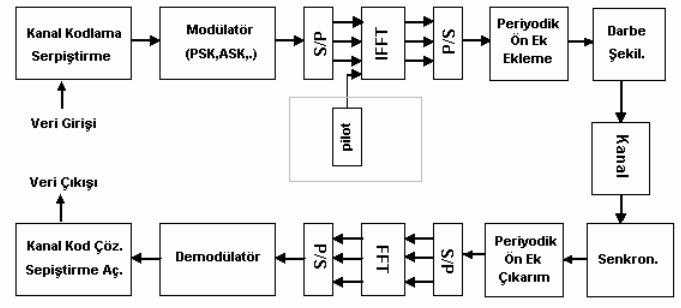 Kanal Kodlama
Serpiştirme
Modülatör
(PSK,ASK,.)
S/P
IFFT
P/S
Periyodik
Ön Ek
Ekleme
Darbe
Şekil.
Veri Girişi
pilot
Kanal
Veri Çıkışı
Kanal Kod Çöz.
Sepiştirme Aç.
Demodülatör
P/S
FFT
S/P
Periyodik
Ön Ek
Çıkarım
Senkron.